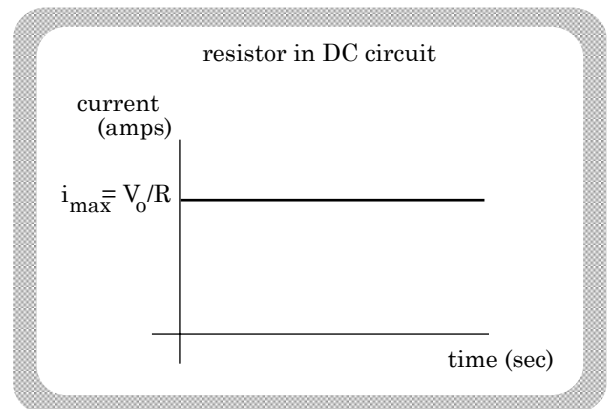 resistor in DC circuit
current
(amps)
i_max = V_o/R
time (sec)